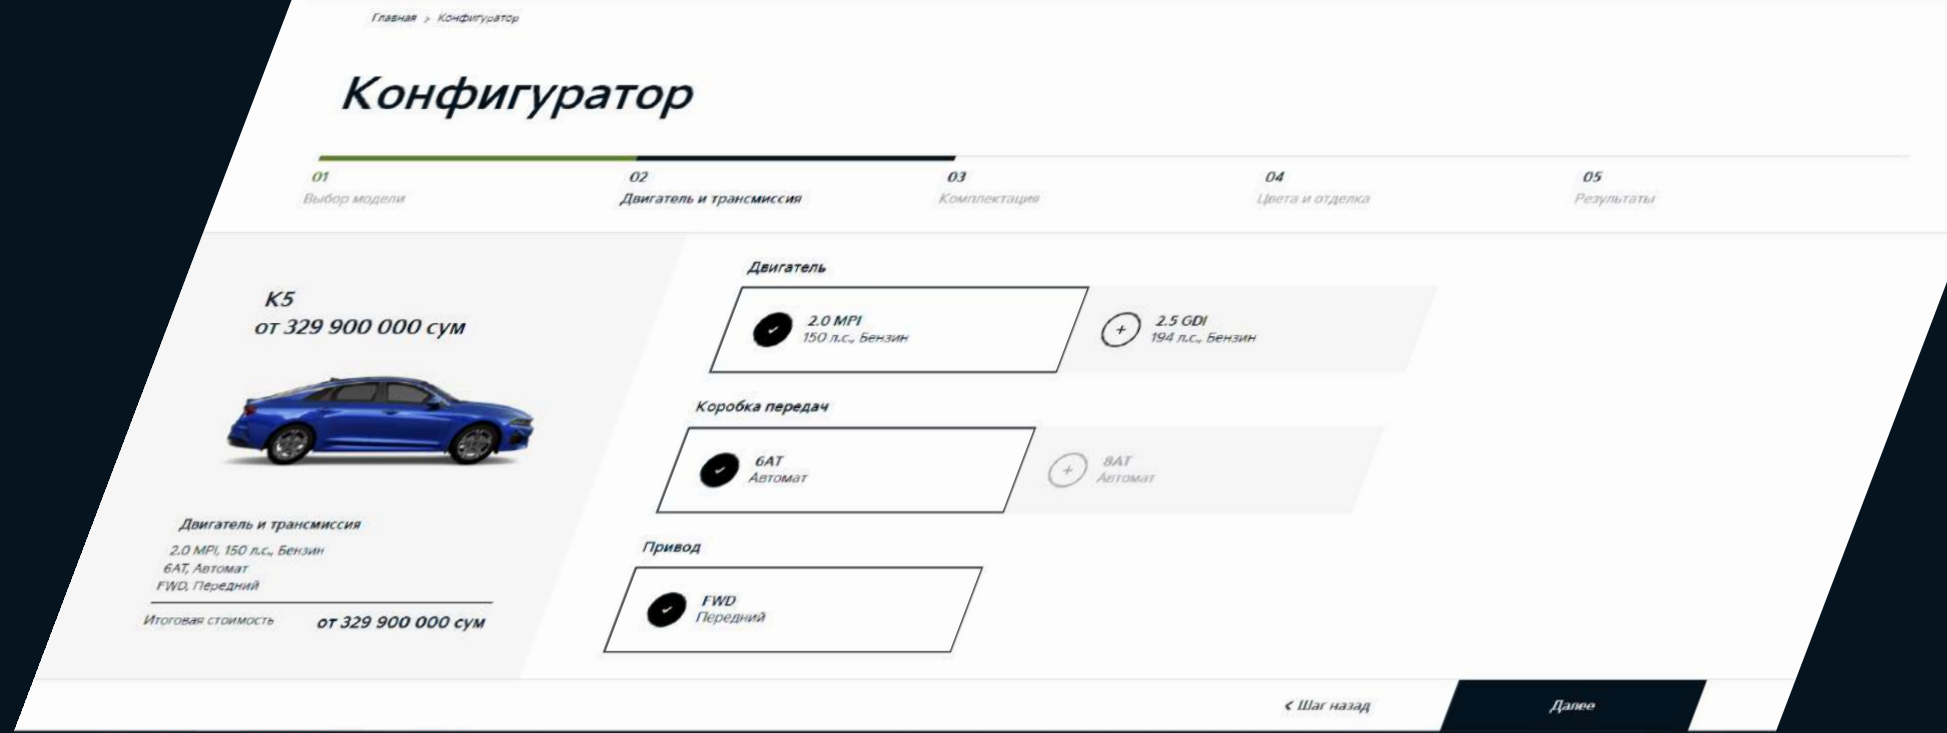 Главная > Конфигуратор
Конфигуратор
01
Выбор модели
02
Двигатель и трансмиссия
03
Комплектация
04
Цвета и отделка
05
Результаты
K5
от 329 900 000 сум
Двигатель и трансмиссия
2.0 MPI, 150 л.с., Бензин
6AT, Автомат
FWD, Передний
Итоговая стоимость от 329 900 000 сум
Двигатель
2.0 MPI
150 л.с., Бензин
2.5 GDI
194 л.с., Бензин
Коробка передач
6AT
Автомат
8AT
Автомат
Привод
FWD
Передний
Шаг назад
Далее